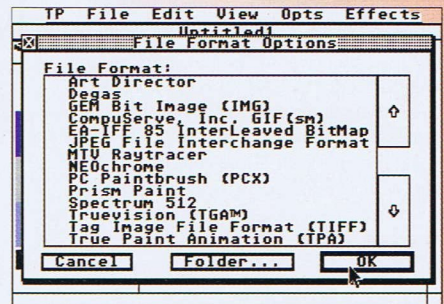 TP File Edit View Opts Effects
Untitled1
File Format Options
File Format:
Art Director
Degas
GEM Bit Image (IMG)
CompuServe, Inc. GIF(sm)
EA-IFF 85 InterLeaved BitMap
JPEG File Interchange Format
MTV Raytracer
NEOchrome
PC Paintbrush (PCX)
Prism Paint
Spectrum 512
Truevision (TGA™)
Tag Image File Format (TIFF)
True Paint Animation (TPA)
Cancel Folder... OK